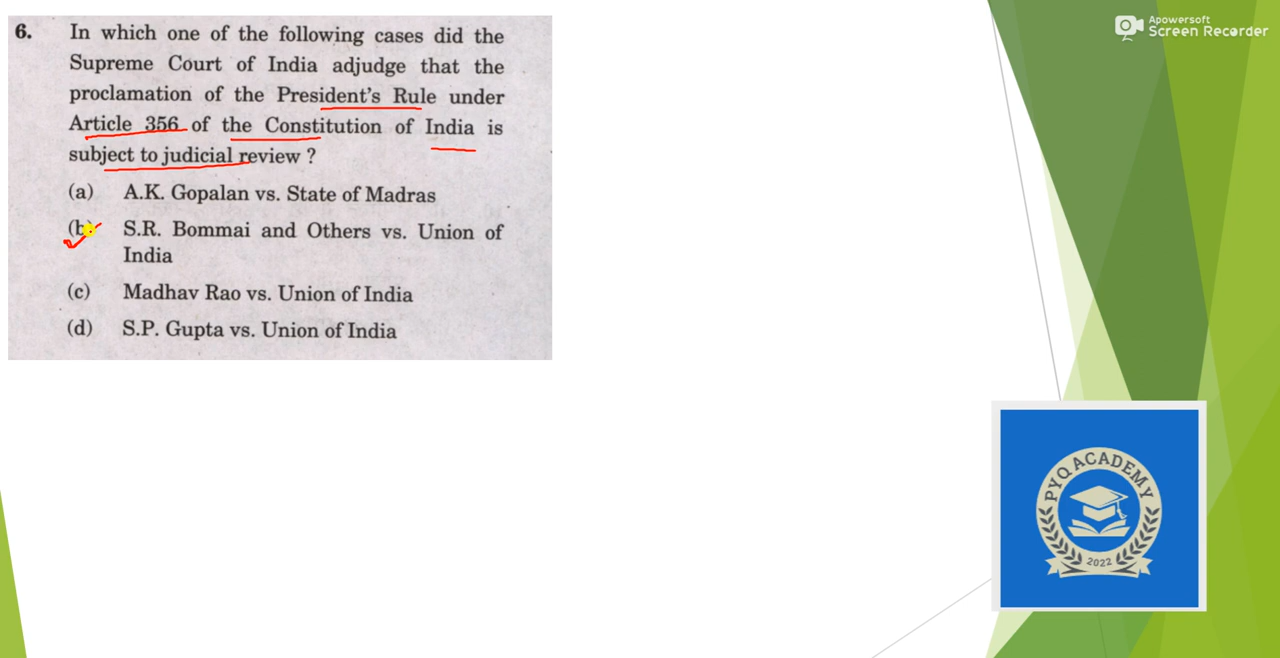 Apowersoft
Screen Recorder
6. In which one of the following cases did the
Supreme Court of India adjudge that the
proclamation of the President's Rule under
Article 356 of the Constitution of India is
subject to judicial review ?
(a) A.K. Gopalan vs. State of Madras
(b) S.R. Bommai and Others vs. Union of
India
(c) Madhav Rao vs. Union of India
(d) S.P. Gupta vs. Union of India
PYQ ACADEMY
2022